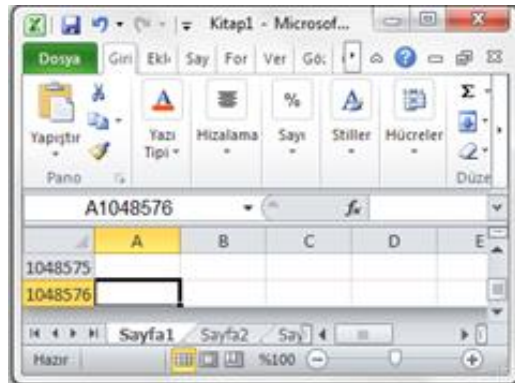 Kitap1 - Microsof...
Dosya Giri Ekl Say For Ver Gö:
Yapıştır Yazı Tipi Hizalama % Sayı Stiller Hücreler Σ
Pano Düze
A1048576 fx
A B C D E
1048575
1048576
Sayfa1 Sayfa2 Say
Hazır %100